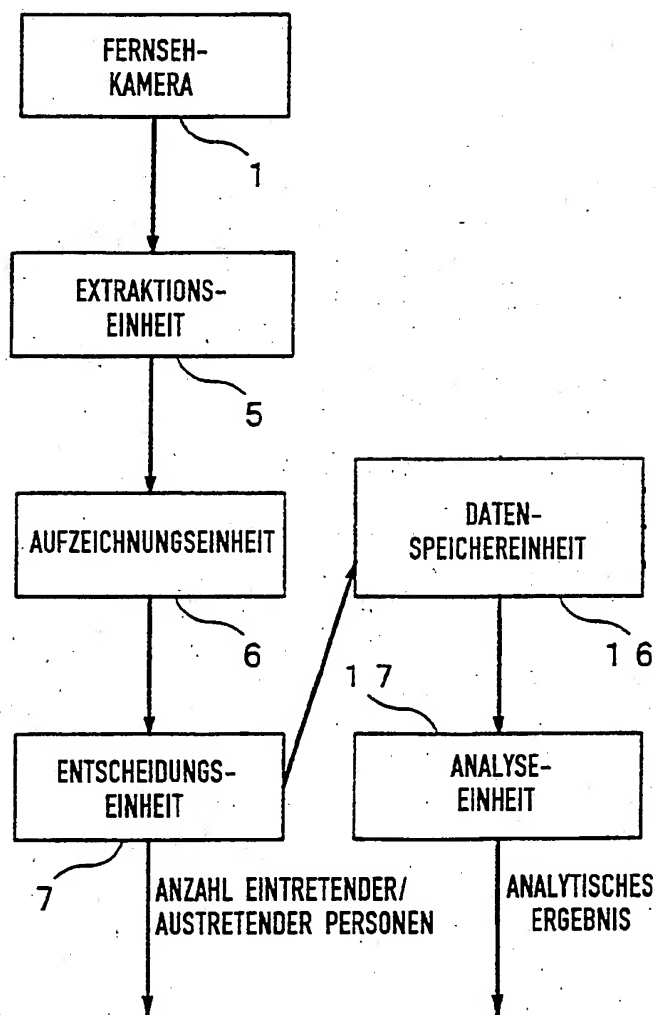 FERNSEH-
KAMERA
1
EXTRAKTIONS-
EINHEIT
5
AUFZEICHNUNGSEINHEIT
6
DATEN-
SPEICHEREINHEIT
16
17
ENTSCHEIDUNGS-
EINHEIT
7
ANALYSE-
EINHEIT
ANZAHL EINTRETENDER/
AUSTRETENDER PERSONEN
ANALYTISCHES
ERGEBNIS